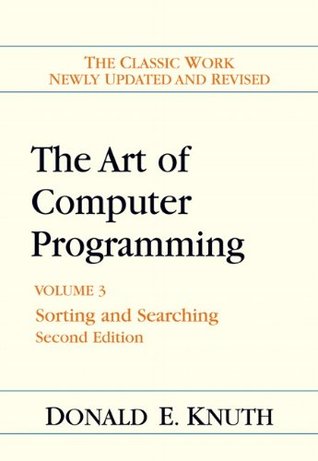 THE CLASSIC WORK
NEWLY UPDATED AND REVISED
The Art of
Computer
Programming
VOLUME 3
Sorting and Searching
Second Edition
DONALD E. KNUTH